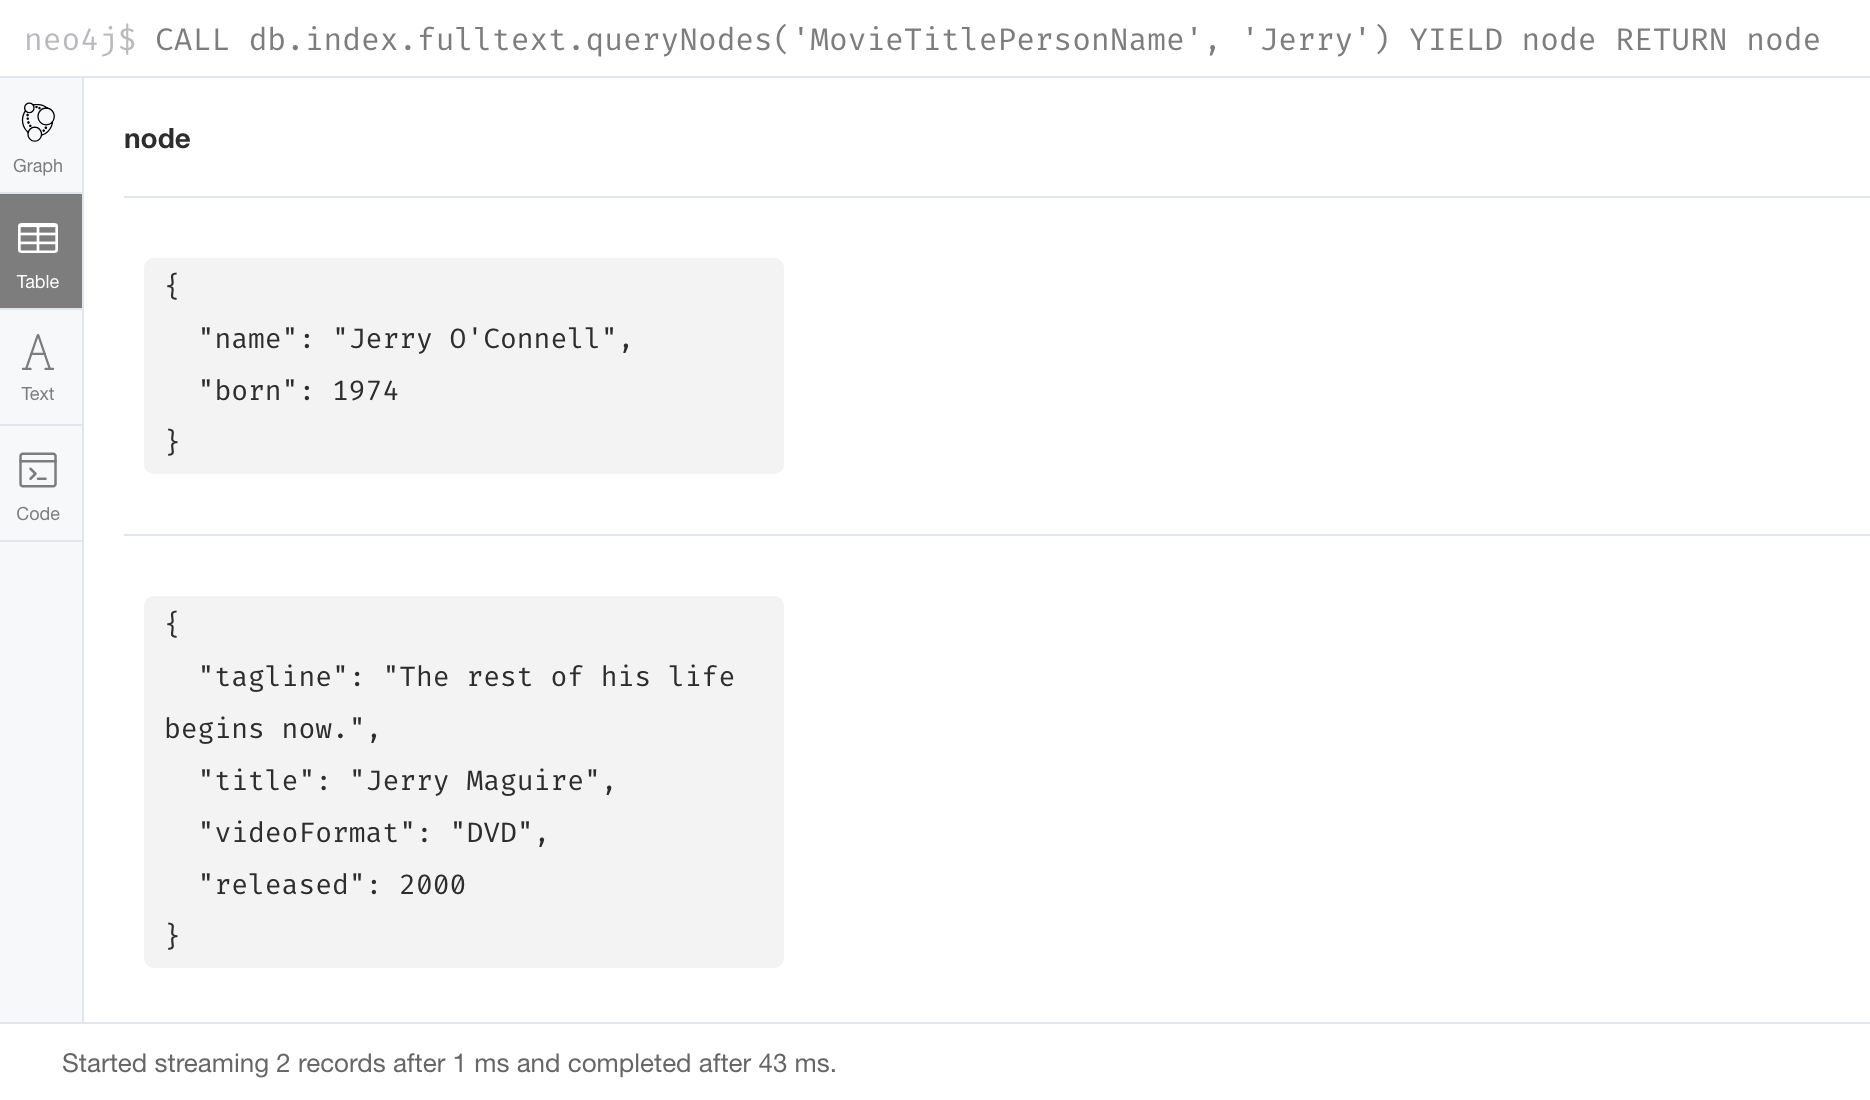 neo4j$ CALL db.index.fulltext.queryNodes('MovieTitlePersonName', 'Jerry') YIELD node RETURN node
Graph
Table
Text
Code
node
{
  "name": "Jerry O'Connell",
  "born": 1974
}
{
  "tagline": "The rest of his life
begins now.",
  "title": "Jerry Maguire",
  "videoFormat": "DVD",
  "released": 2000
}
Started streaming 2 records after 1 ms and completed after 43 ms.